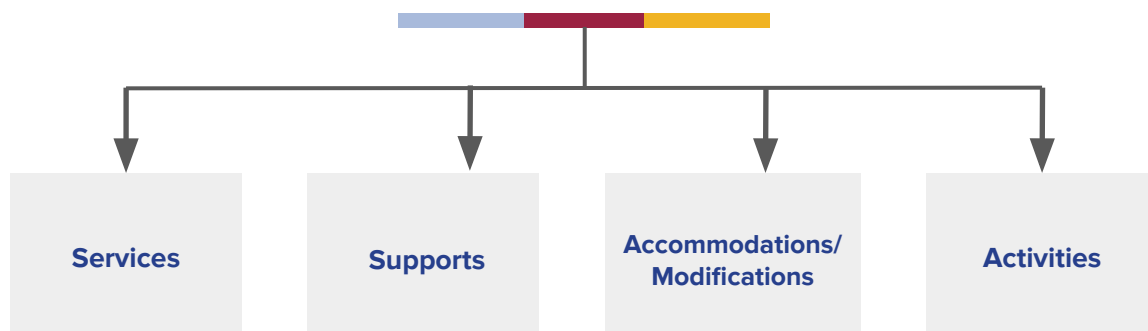 Services
Supports
Accommodations/
Modifications
Activities